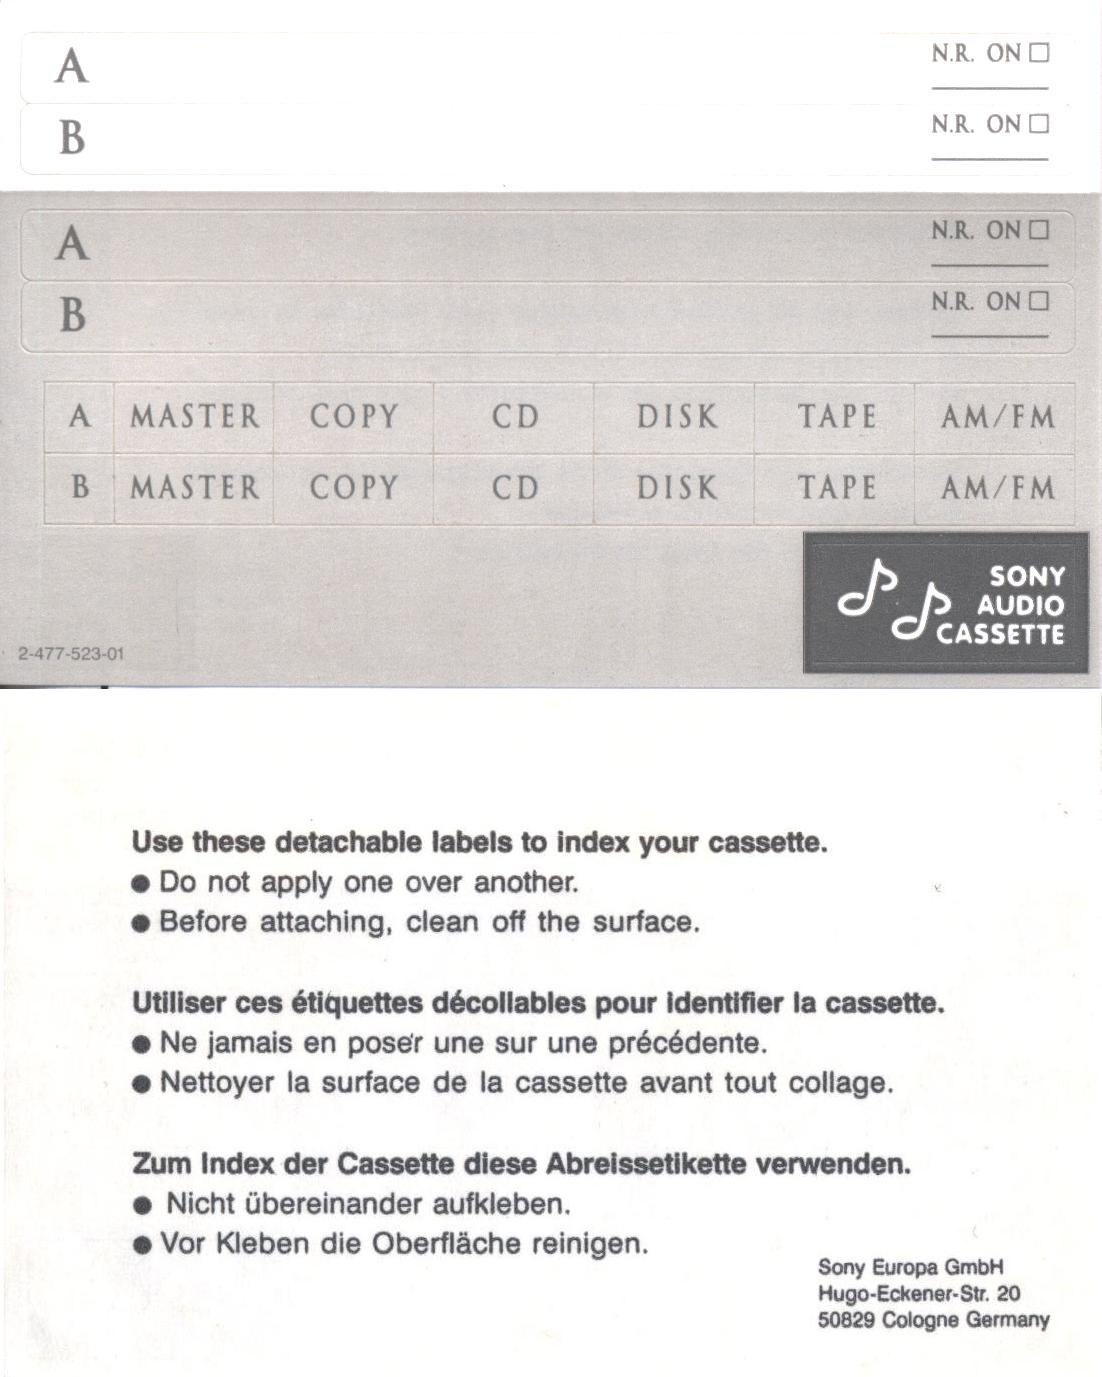 A N.R. ON
B N.R. ON
A N.R. ON
B N.R. ON
A MASTER COPY CD DISK TAPE AM/FM
B MASTER COPY CD DISK TAPE AM/FM
SONY
AUDIO
CASSETTE
2-477-523-01
Use these detachable labels to index your cassette.
● Do not apply one over another.
● Before attaching, clean off the surface.
Utiliser ces étiquettes décollables pour identifier la cassette.
● Ne jamais en poser une sur une précédente.
● Nettoyer la surface de la cassette avant tout collage.
Zum Index der Cassette diese Abreissetikette verwenden.
● Nicht übereinander aufkleben.
● Vor Kleben die Oberfläche reinigen.
Sony Europa GmbH
Hugo-Eckener-Str. 20
50829 Cologne Germany